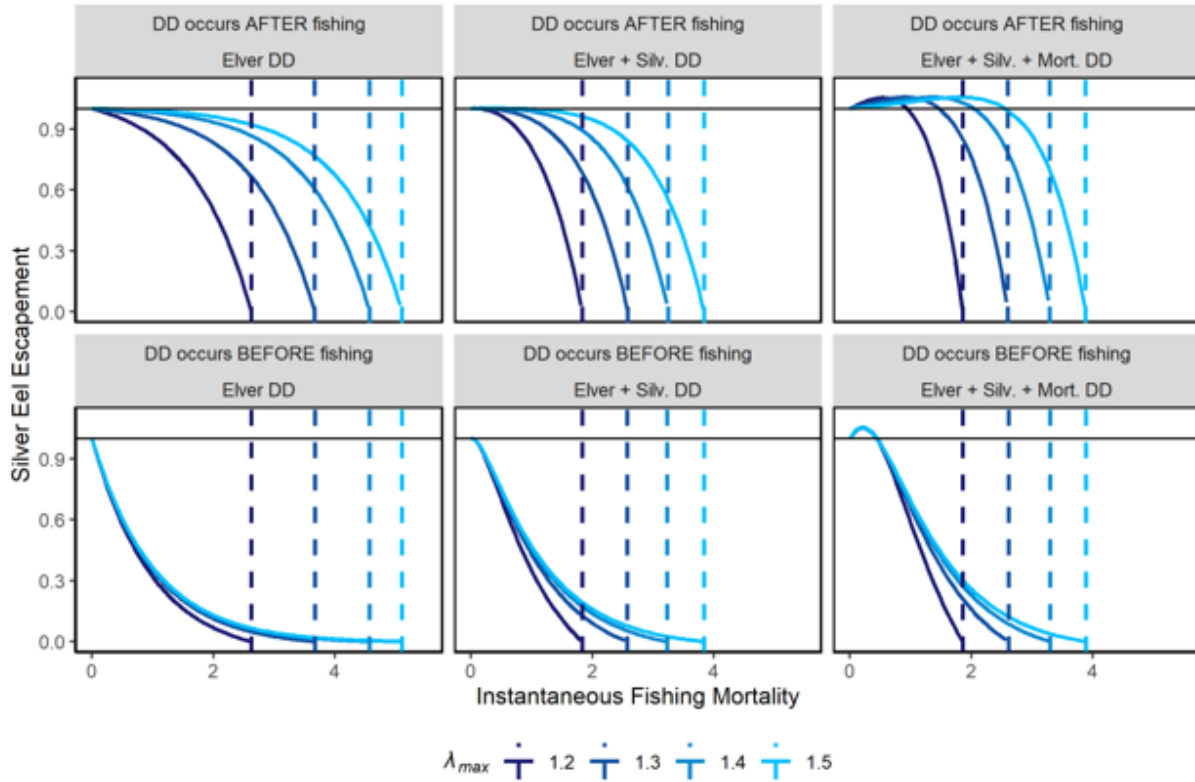 DD occurs AFTER fishing
Elver DD
DD occurs AFTER fishing
Elver + Silv. DD
DD occurs AFTER fishing
Elver + Silv. + Mort. DD
0.9
0.6
0.3
0.0
DD occurs BEFORE fishing
Elver DD
DD occurs BEFORE fishing
Elver + Silv. DD
DD occurs BEFORE fishing
Elver + Silv. + Mort. DD
0.9
0.6
0.3
0.0
Silver Eel Escapement
0 2 4
0 2 4
0 2 4
Instantaneous Fishing Mortality
λmax 1.2 1.3 1.4 1.5